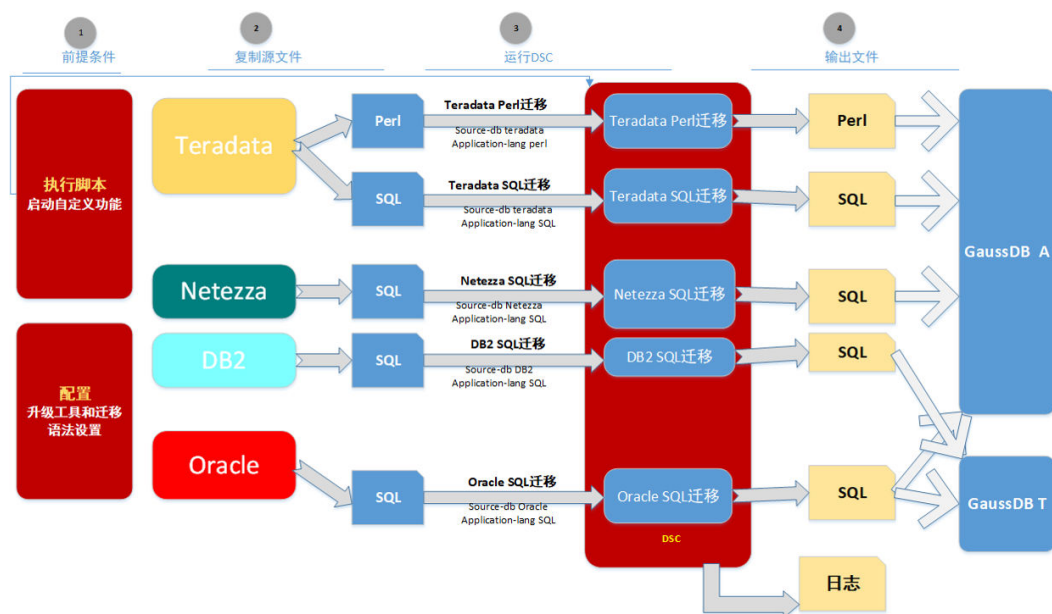 1
2
3
4
前提条件
复制源文件
运行DSC
输出文件
执行脚本
启动自定义功能
配置
升级工具和迁移
语法设置
Teradata
Perl
Teradata Perl迁移
Source-db teradata
Application-lang perl
Teradata Perl迁移
Perl
SQL
Teradata SQL迁移
Source-db teradata
Application-lang SQL
Teradata SQL迁移
SQL
Netezza
SQL
Netezza SQL迁移
Source-db Netezza
Application-lang SQL
Netezza SQL迁移
SQL
DB2
SQL
DB2 SQL迁移
Source-db DB2
Application-lang SQL
DB2 SQL迁移
SQL
Oracle
SQL
Oracle SQL迁移
Source-db Oracle
Application-lang SQL
Oracle SQL迁移
SQL
DSC
日志
GaussDB A
GaussDB T